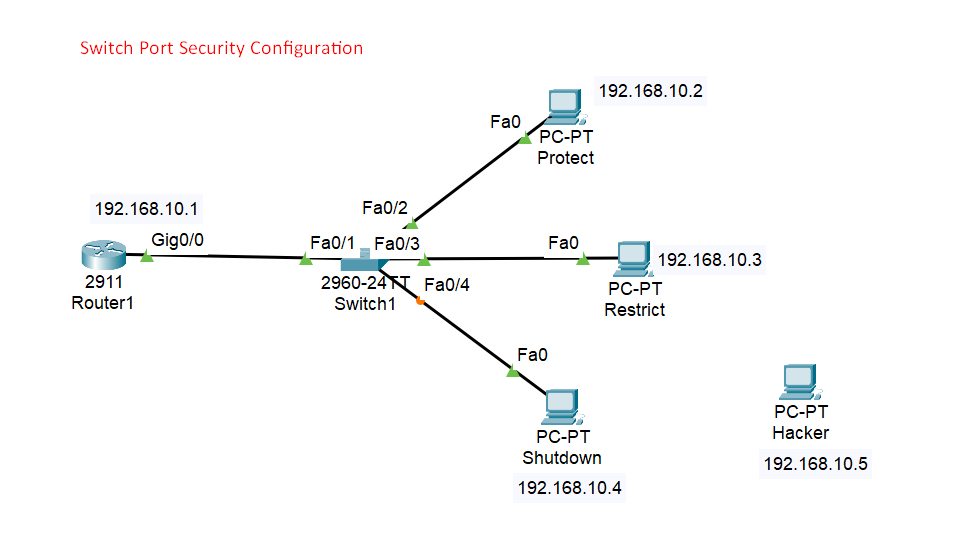 Switch Port Security Configuration
192.168.10.2
Fa0
PC-PT
Protect
192.168.10.1
Fa0/2
Gig0/0
Fa0/1
Fa0/3
Fa0
192.168.10.3
2911
Router1
2960-24TT
Switch1
Fa0/4
PC-PT
Restrict
Fa0
PC-PT
Shutdown
192.168.10.4
PC-PT
Hacker
192.168.10.5